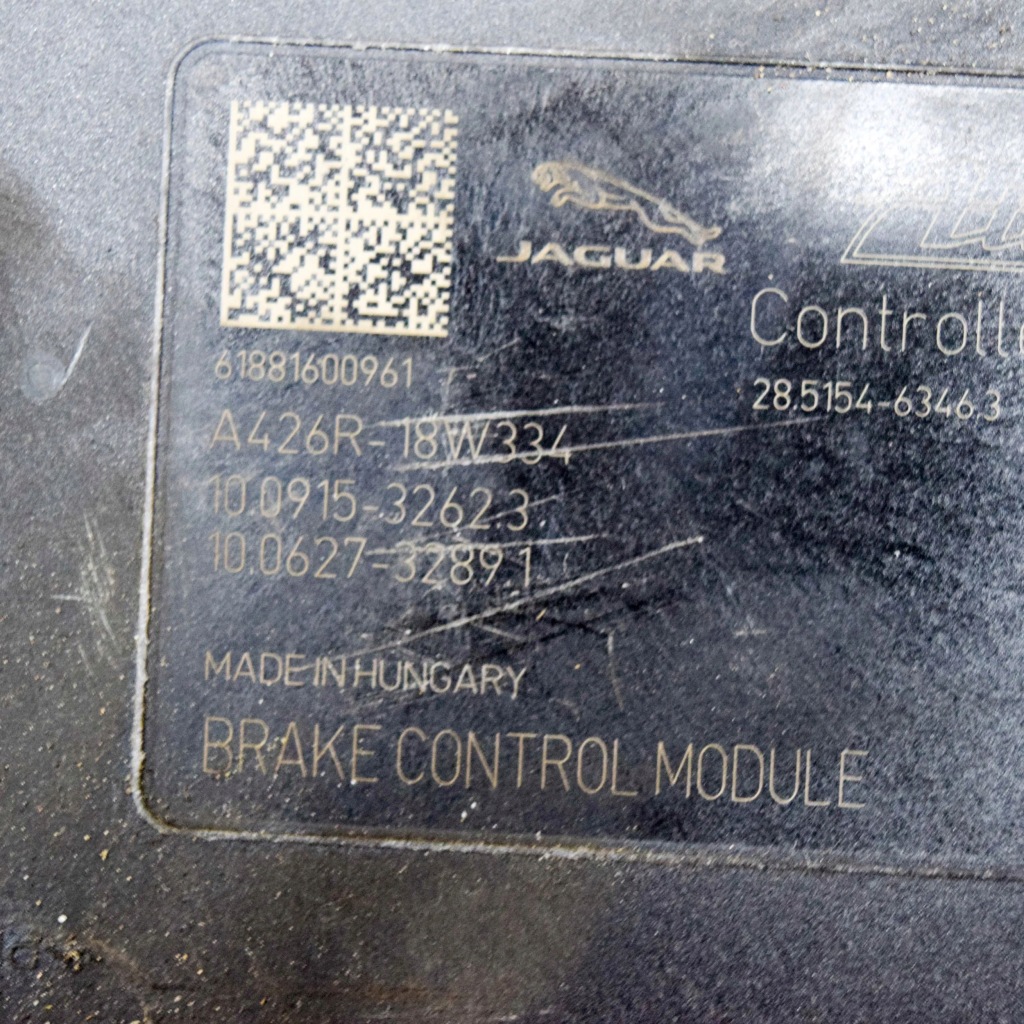 JAGUAR
Controlle
28.5154-6346.3
61881600961
A426R-18W334
10.0915-3262.3
10.0627-3289.1
MADE IN HUNGARY
BRAKE CONTROL MODULE